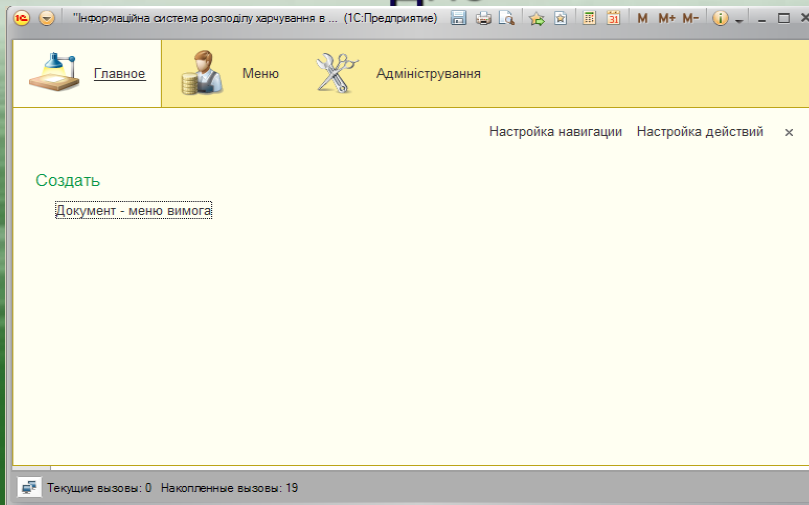 "Інформаційна система розподілу харчування в ... (1С:Предприятие) M M+ M-
Главное Меню Адміністрування
Настройка навигации Настройка действий
Создать
Документ - меню вимога
Текущие вызовы: 0 Накопленные вызовы: 19